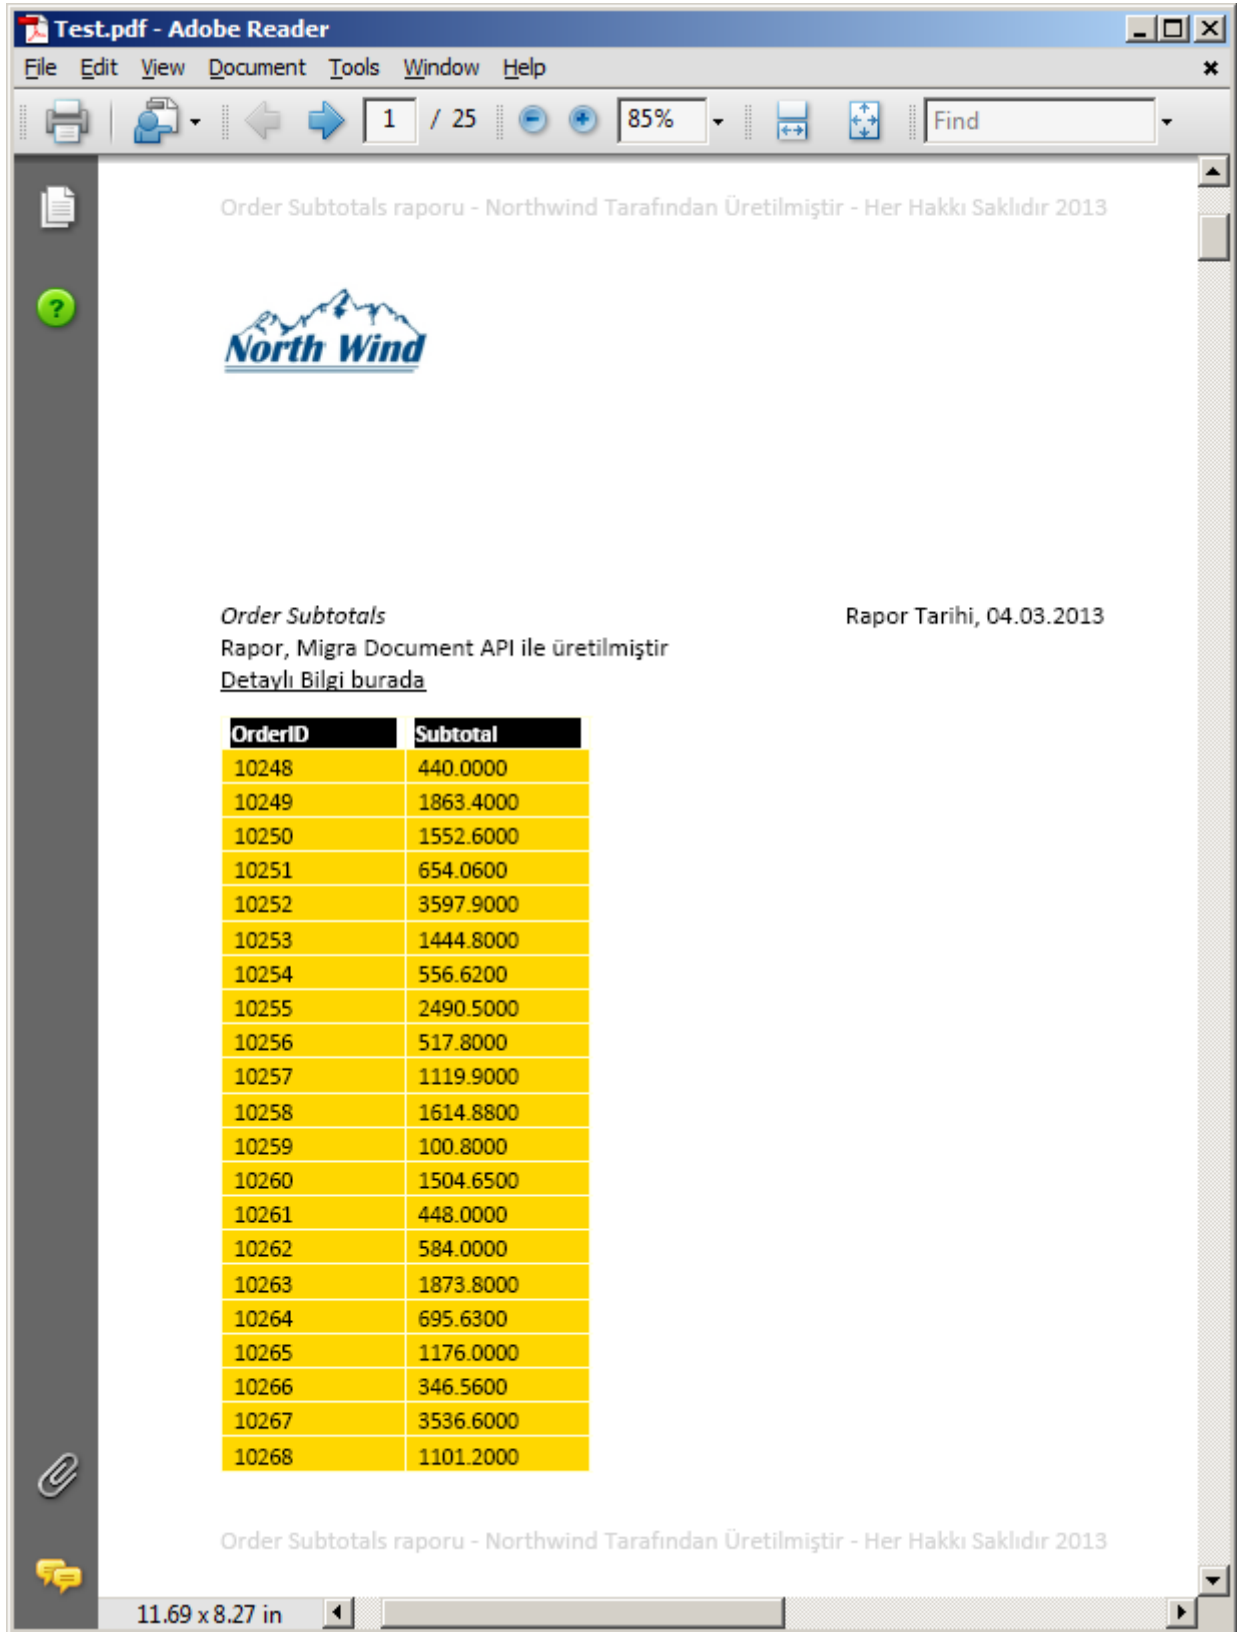 Test.pdf - Adobe Reader
File Edit View Document Tools Window Help
1 / 25 85% Find
Order Subtotals raporu - Northwind Tarafından Üretilmiştir - Her Hakkı Saklıdır 2013
North Wind
Order Subtotals Rapor Tarihi, 04.03.2013
Rapor, Migra Document API ile üretilmiştir
Detaylı Bilgi burada
OrderID Subtotal
10248 440.0000
10249 1863.4000
10250 1552.6000
10251 654.0600
10252 3597.9000
10253 1444.8000
10254 556.6200
10255 2490.5000
10256 517.8000
10257 1119.9000
10258 1614.8800
10259 100.8000
10260 1504.6500
10261 448.0000
10262 584.0000
10263 1873.8000
10264 695.6300
10265 1176.0000
10266 346.5600
10267 3536.6000
10268 1101.2000
Order Subtotals raporu - Northwind Tarafından Üretilmiştir - Her Hakkı Saklıdır 2013
11.69 x 8.27 in